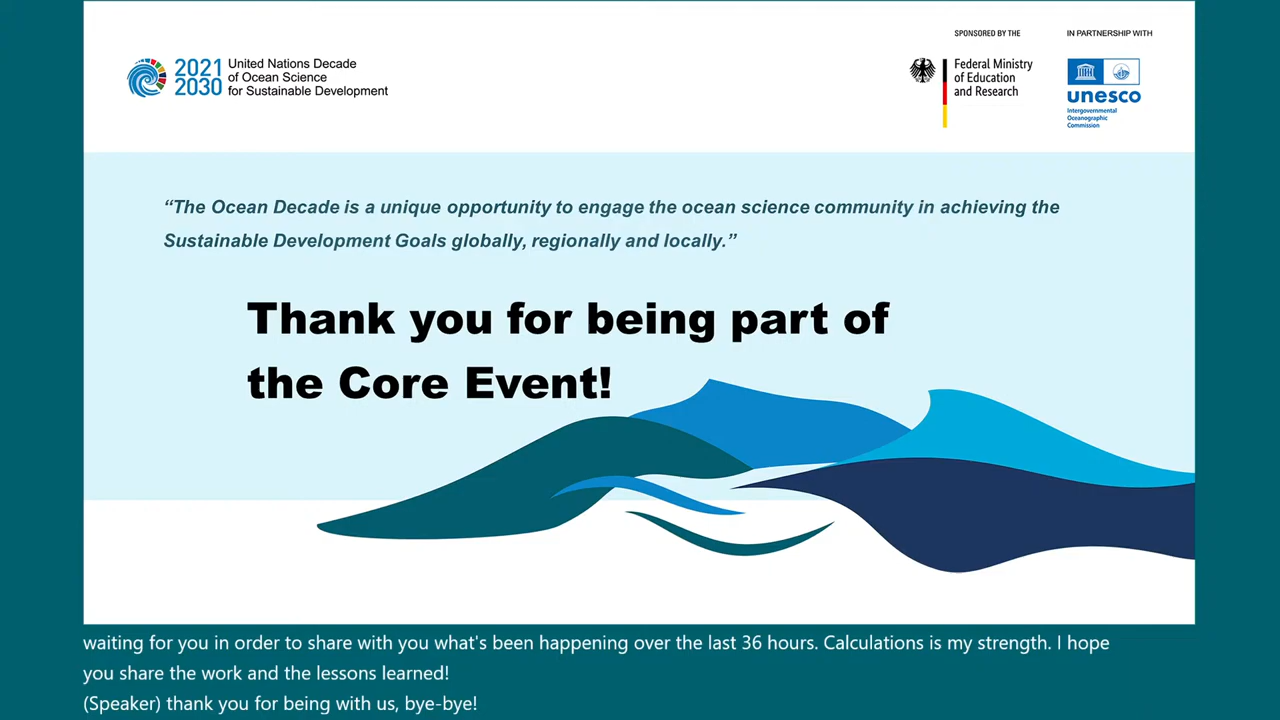 SPONSORED BY THE
IN PARTNERSHIP WITH
2021
2030
United Nations Decade
of Ocean Science
for Sustainable Development
Federal Ministry
of Education
and Research
unesco
Intergovernmental
Oceanographic
Commission
“The Ocean Decade is a unique opportunity to engage the ocean science community in achieving the
Sustainable Development Goals globally, regionally and locally.”
Thank you for being part of
the Core Event!
waiting for you in order to share with you what's been happening over the last 36 hours. Calculations is my strength. I hope
you share the work and the lessons learned!
(Speaker) thank you for being with us, bye-bye!